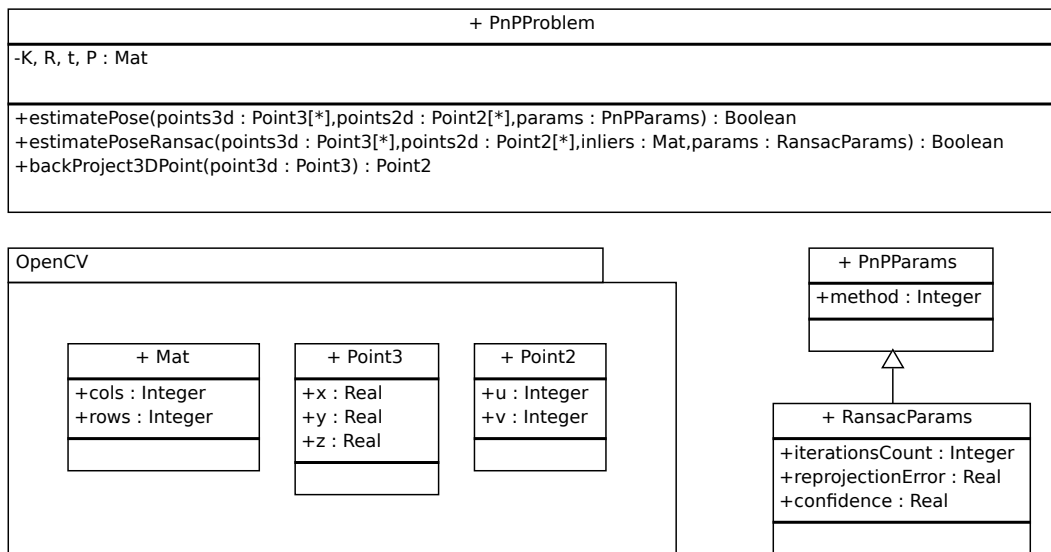 + PnPProblem
-K, R, t, P : Mat
+estimatePose(points3d : Point3[*],points2d : Point2[*],params : PnPParams) : Boolean
+estimatePoseRansac(points3d : Point3[*],points2d : Point2[*],inliers : Mat,params : RansacParams) : Boolean
+backProject3DPoint(point3d : Point3) : Point2
OpenCV
+ Mat
+cols : Integer
+rows : Integer
+ Point3
+x : Real
+y : Real
+z : Real
+ Point2
+u : Integer
+v : Integer
+ PnPParams
+method : Integer
+ RansacParams
+iterationsCount : Integer
+reprojectionError : Real
+confidence : Real